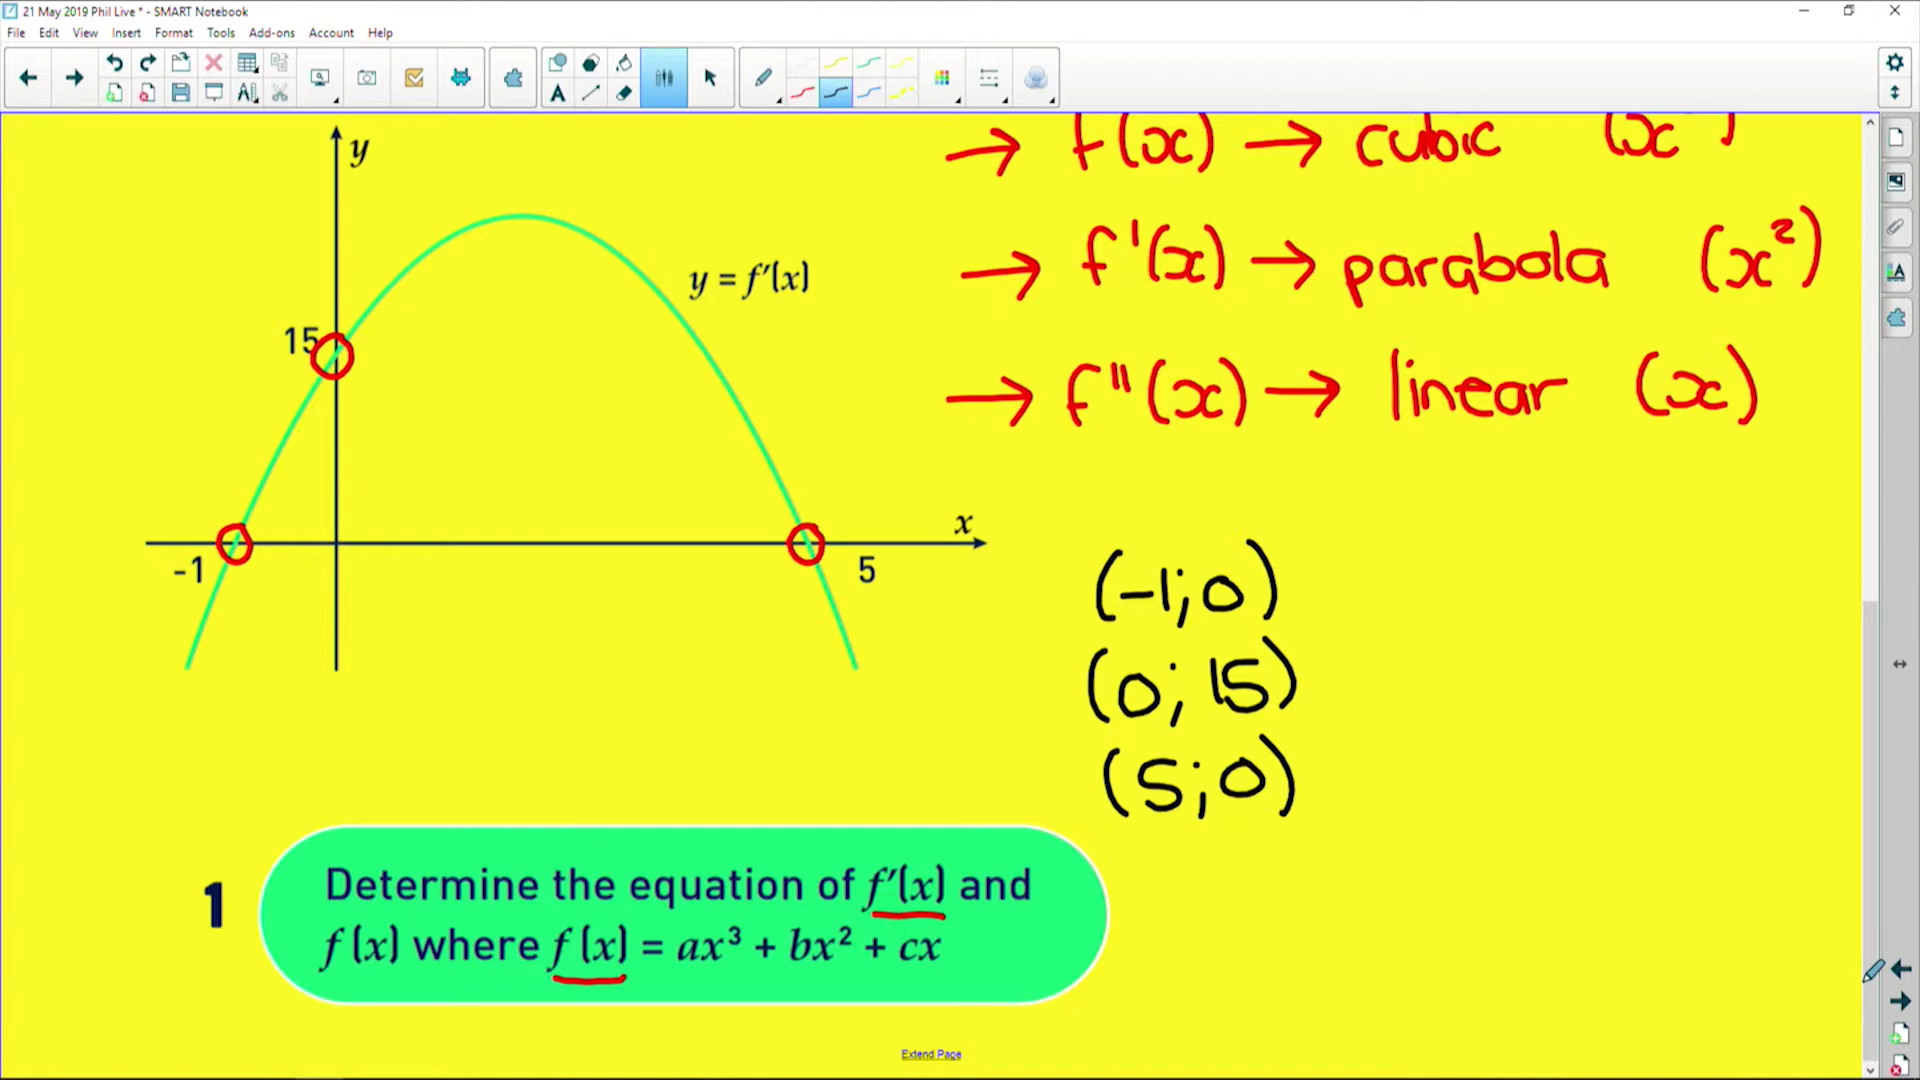 21 May 2019 Phil Live * - SMART Notebook
File Edit View Insert Format Tools Add-ons Account Help
→ f(x) → cubic (x )
y
y = f'(x)
→ f'(x) → parabola (x²)
15
→ f''(x) → linear (x)
x
-1
5
(-1;0)
(0;15)
(5;0)
1
Determine the equation of f'(x) and
f(x) where f(x) = ax³ + bx² + cx
Extend Page